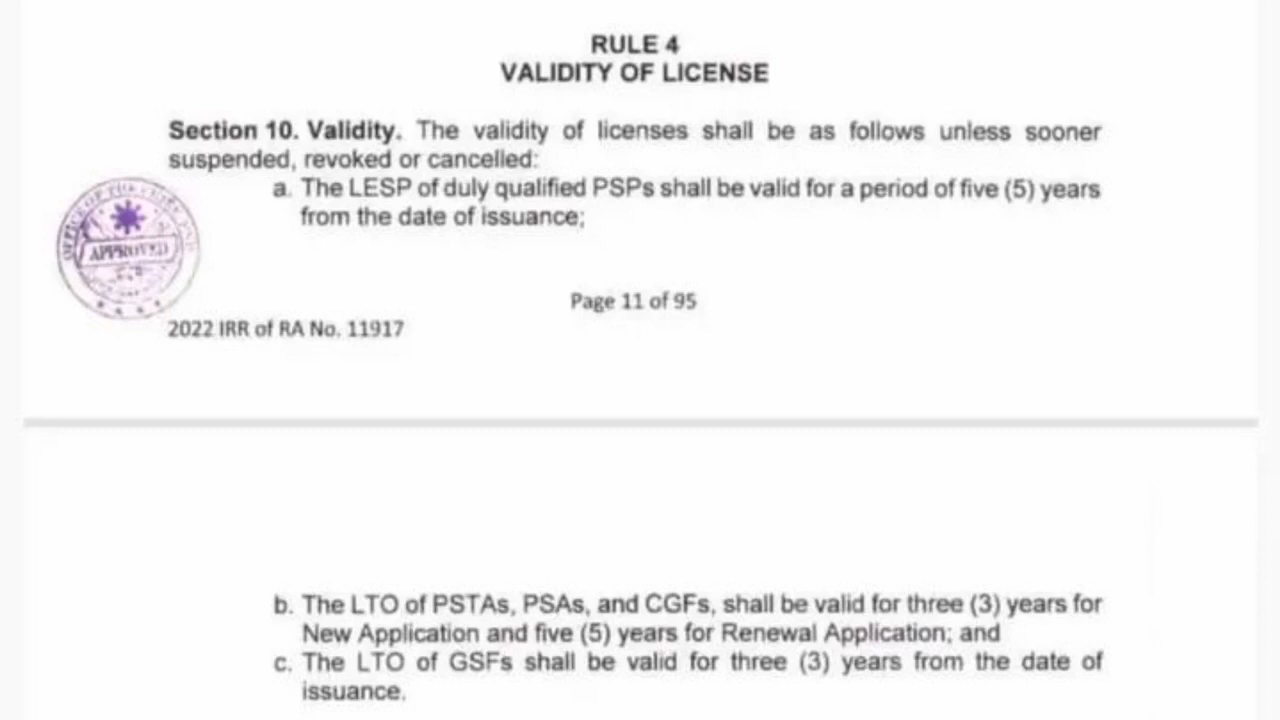 RULE 4
VALIDITY OF LICENSE
Section 10. Validity. The validity of licenses shall be as follows unless sooner
suspended, revoked or cancelled:
a. The LESP of duly qualified PSPs shall be valid for a period of five (5) years
from the date of issuance;
APPROVED
Page 11 of 95
2022 IRR of RA No. 11917
b. The LTO of PSTAs, PSAs, and CGFs, shall be valid for three (3) years for
New Application and five (5) years for Renewal Application; and
c. The LTO of GSFs shall be valid for three (3) years from the date of
issuance.